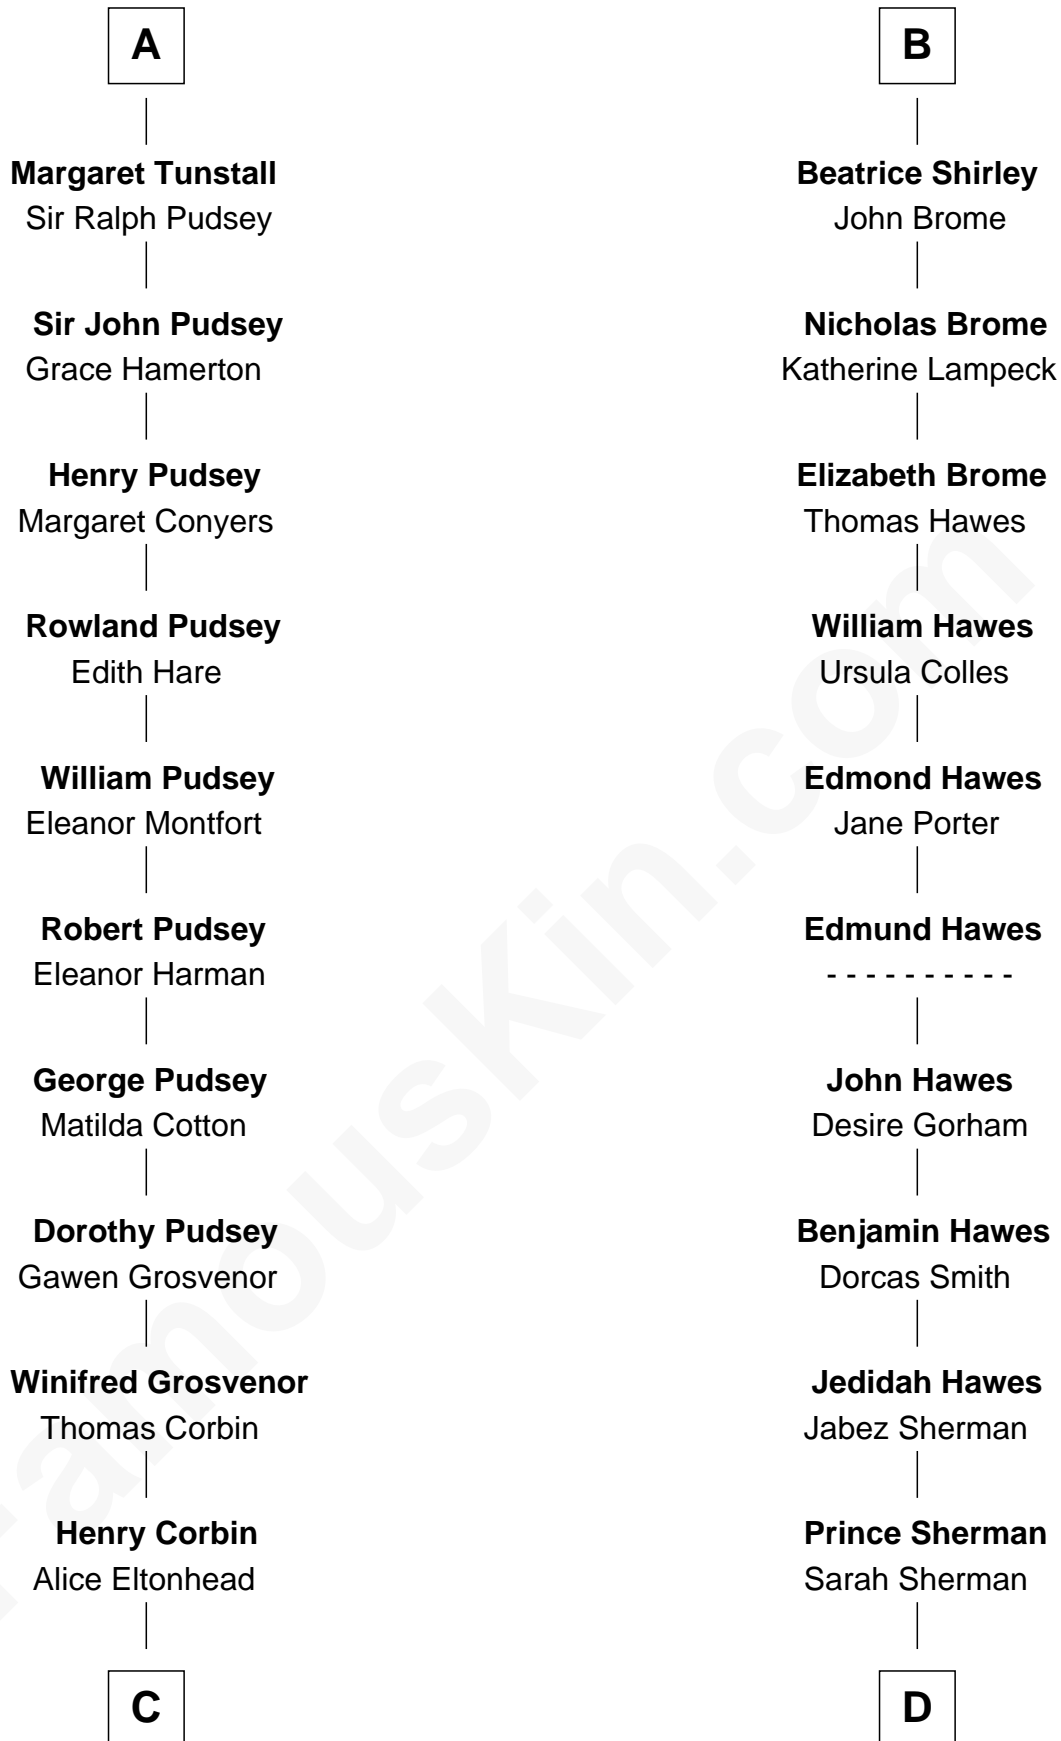 A
Margaret Tunstall
Sir Ralph Pudsey
Sir John Pudsey
Grace Hamerton
Henry Pudsey
Margaret Conyers
Rowland Pudsey
Edith Hare
William Pudsey
Eleanor Montfort
Robert Pudsey
Eleanor Harman
George Pudsey
Matilda Cotton
Dorothy Pudsey
Gawen Grosvenor
Winifred Grosvenor
Thomas Corbin
Henry Corbin
Alice Eltonhead
C
B
Beatrice Shirley
John Brome
Nicholas Brome
Katherine Lampeck
Elizabeth Brome
Thomas Hawes
William Hawes
Ursula Colles
Edmond Hawes
Jane Porter
Edmund Hawes
- - - - - - - - - -
John Hawes
Desire Gorham
Benjamin Hawes
Dorcas Smith
Jedidah Hawes
Jabez Sherman
Prince Sherman
Sarah Sherman
D
FamousKin.com